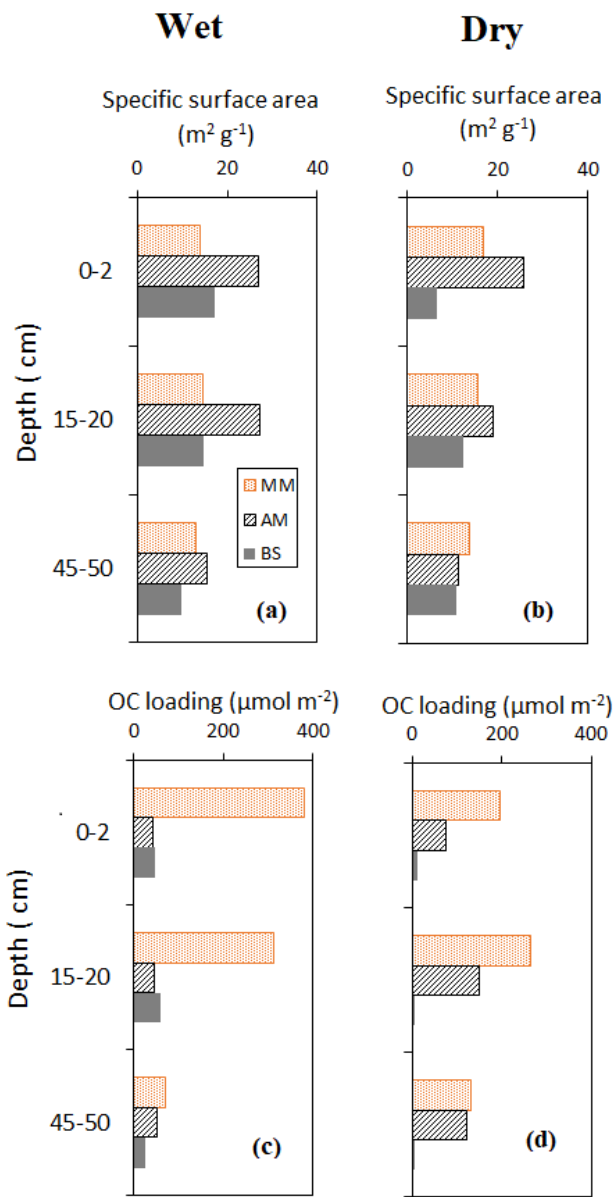 Wet
Dry
Specific surface area
(m² g⁻¹)
0 20 40
Specific surface area
(m² g⁻¹)
0 20 40
Depth ( cm)
0-2
15-20
45-50
MM
AM
BS
(a)
(b)
OC loading (µmol m⁻²)
0 200 400
OC loading (µmol m⁻²)
0 200 400
Depth ( cm)
0-2
15-20
45-50
(c)
(d)